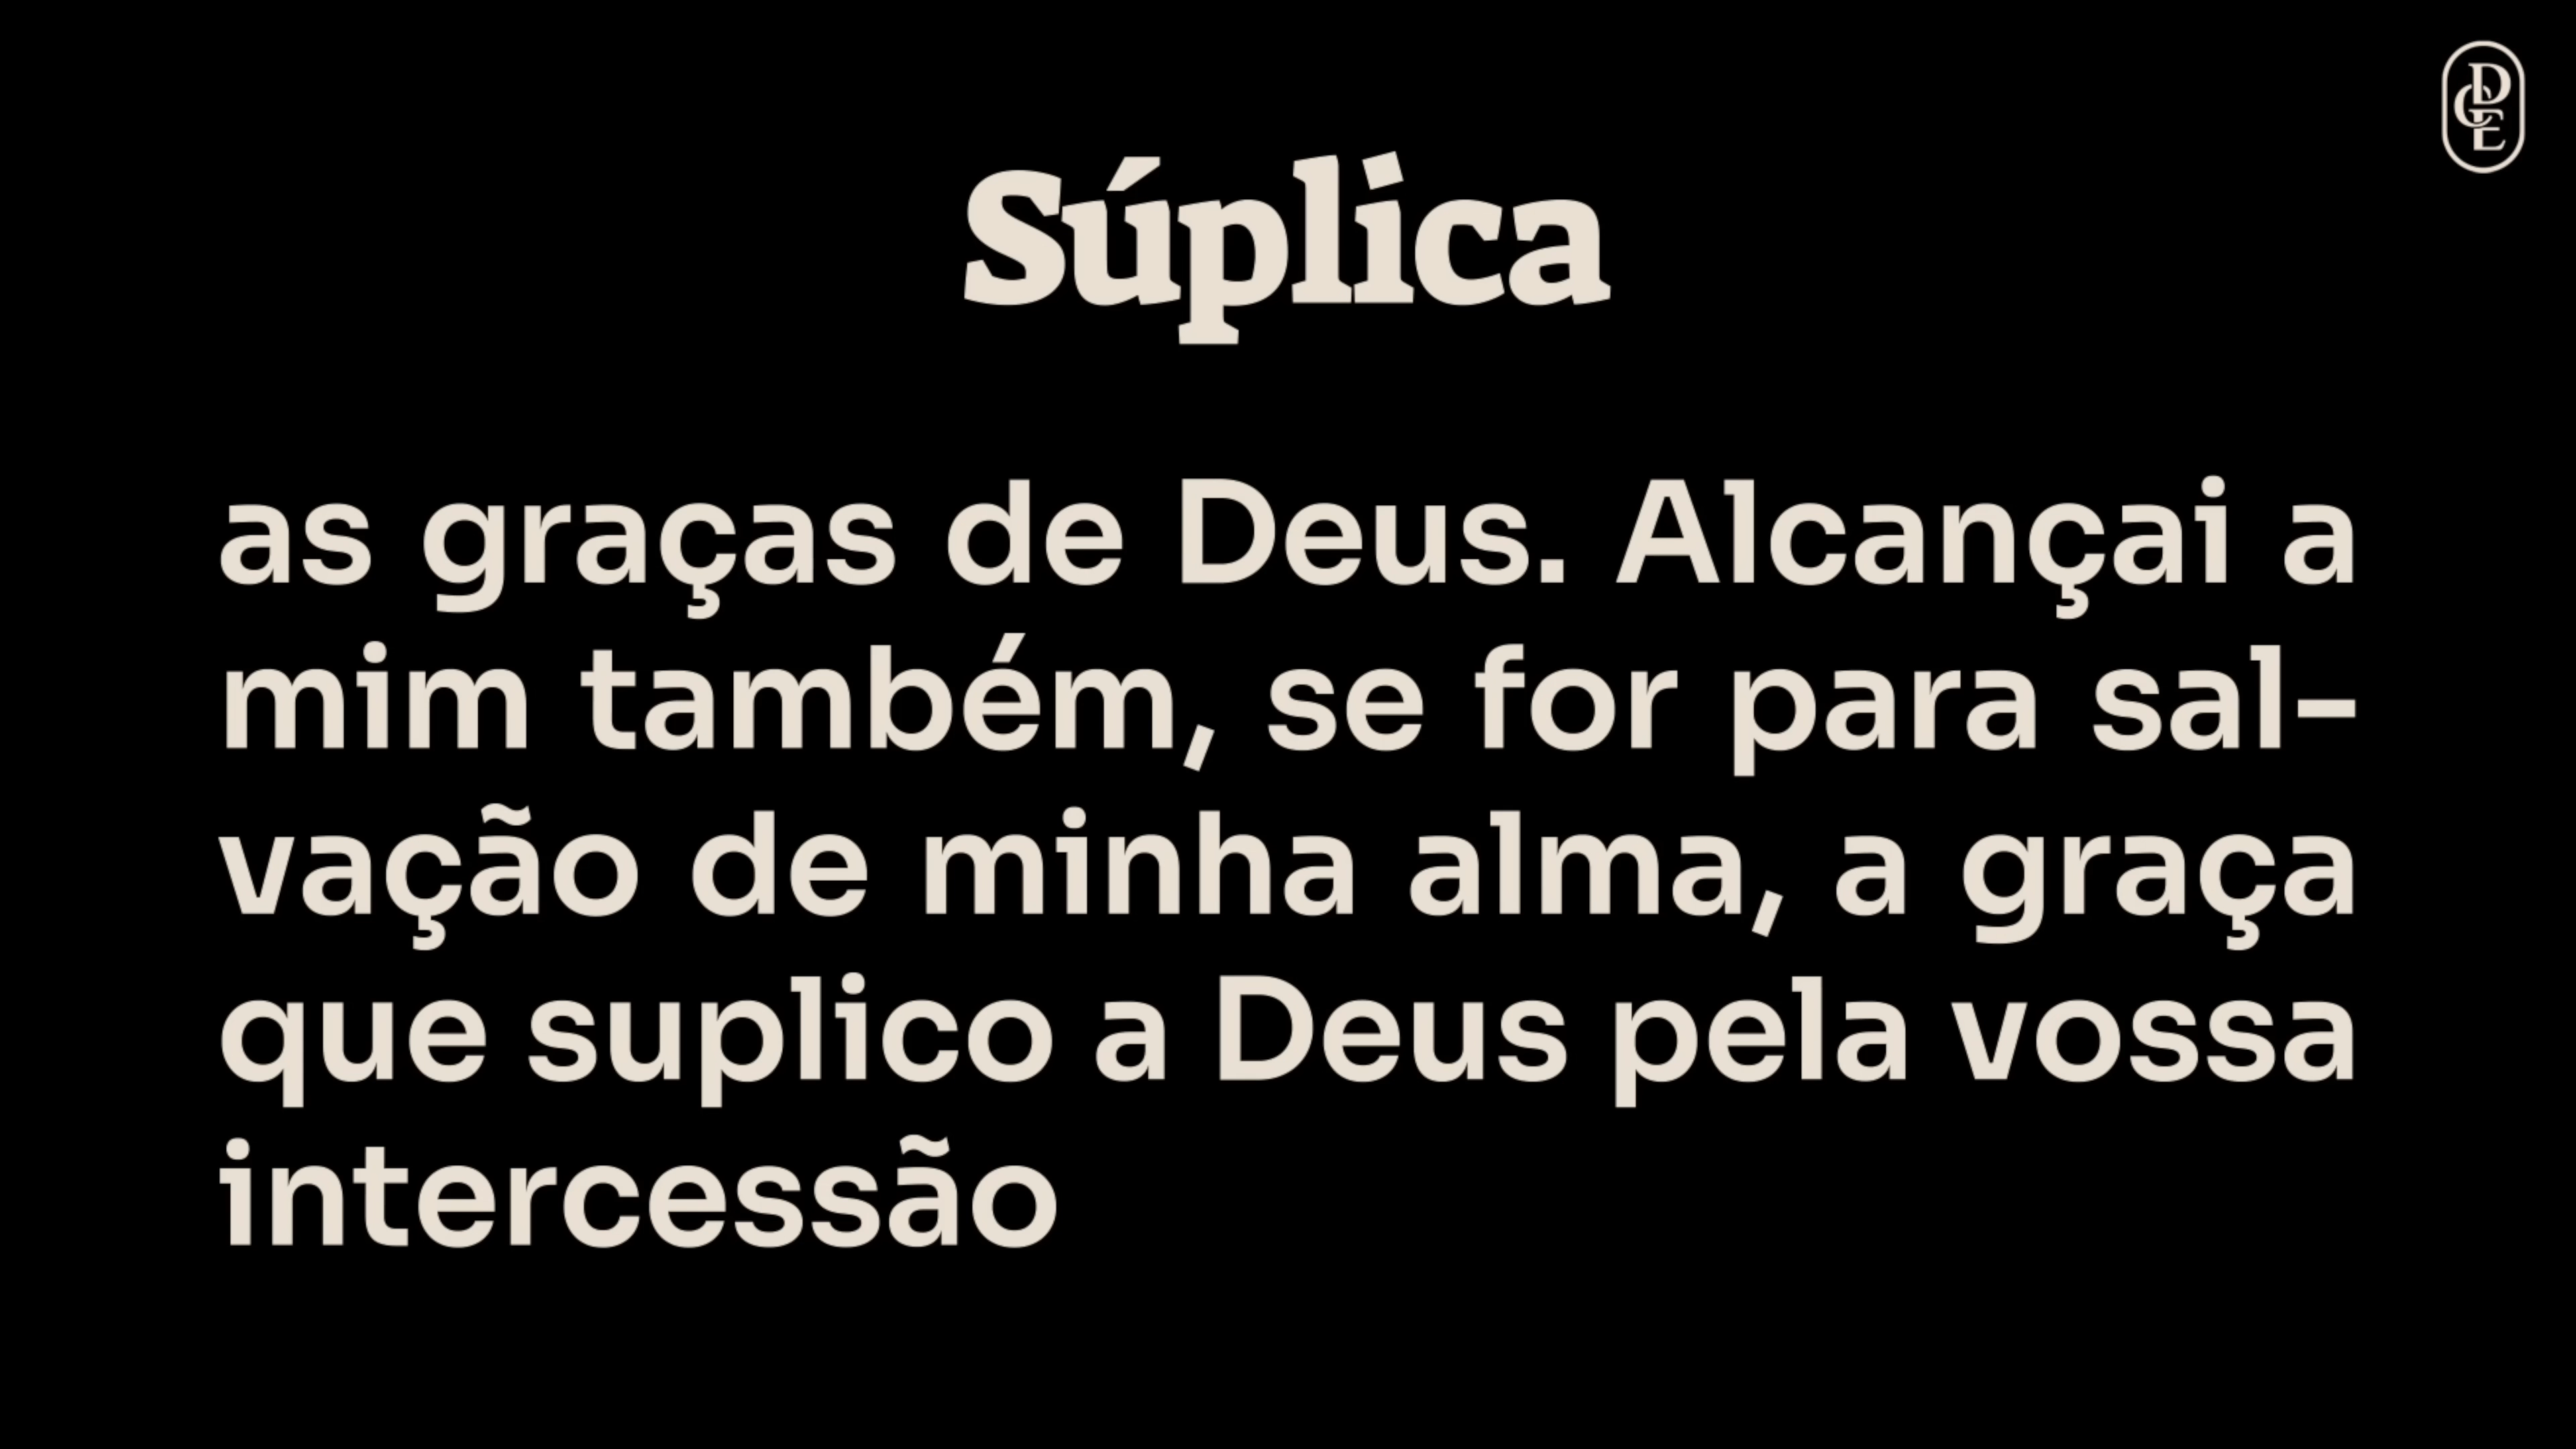 DCE
Súplica
as graças de Deus. Alcançai a
mim também, se for para sal-
vação de minha alma, a graça
que suplico a Deus pela vossa
intercessão